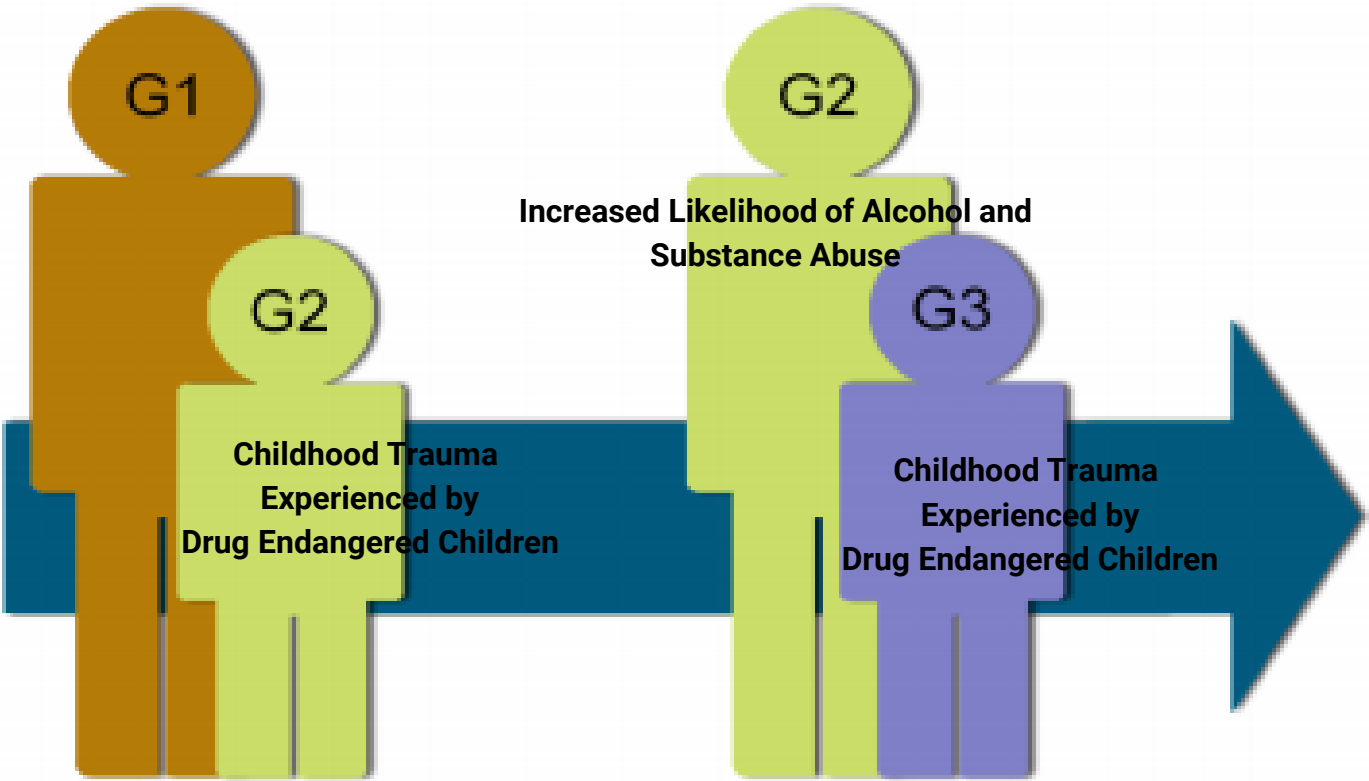 G1
G2
Childhood Trauma
Experienced by
Drug Endangered Children
G2
Increased Likelihood of Alcohol and
Substance Abuse
G3
Childhood Trauma
Experienced by
Drug Endangered Children